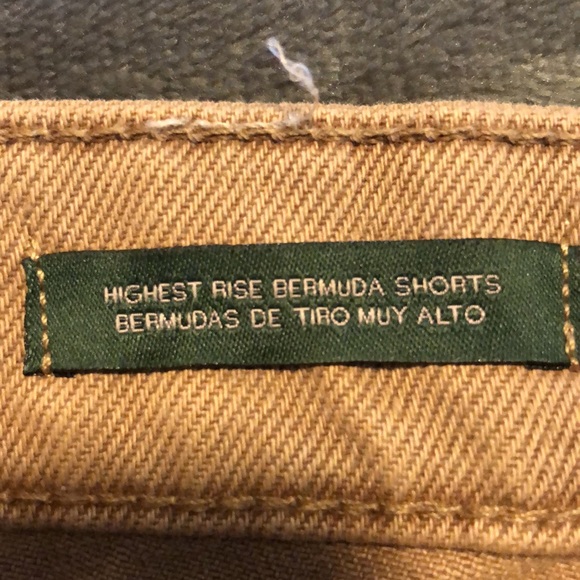 HIGHEST RISE BERMUDA SHORTS
BERMUDAS DE TIRO MUY ALTO